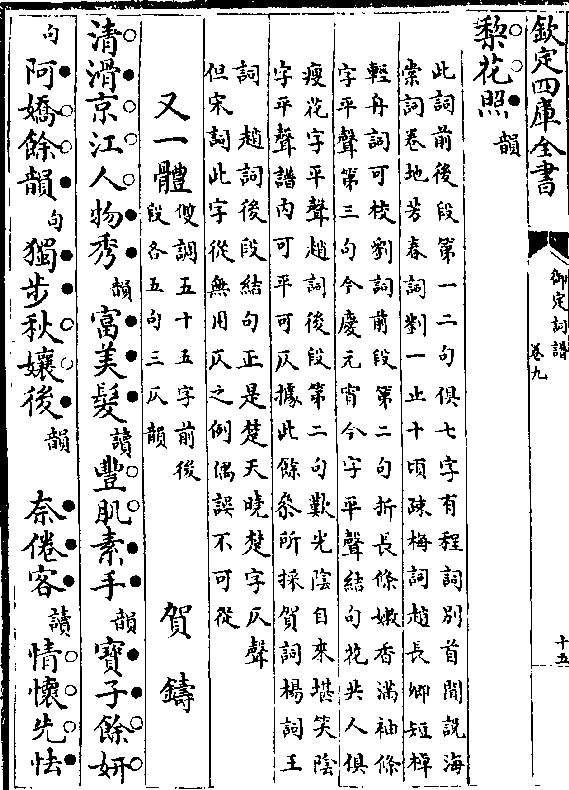 欽定四庫全書
御定詞譜
卷九
十五
梨花照韻
此詞前後段第一二句俱七字有程詞別首間說海
棠詞卷地芳春詞劉一止十頃疎梅詞趙長卿短棹
輕舟詞可校劉詞前段第二句折長條嫩香滿袖條
字平聲第三句今慶元宵今字平聲結句花共人俱
瘦花字平聲趙詞後段第二句歎光陰自來堪笑陰
字平聲譜內可平可仄據此餘叅所採賀詞楊詞王
詞　趙詞後段結句正是楚天曉楚字仄聲
但宋詞此字從無用仄之例偶誤不可從
又一體雙調五十五字前後
段各五句三仄韻　賀鑄
清滑京江人物秀韻富美髮讀豐肌素手韻寶子餘妍
句阿嬌餘韻句獨步秋孃後韻　奈倦客讀情懷先怯